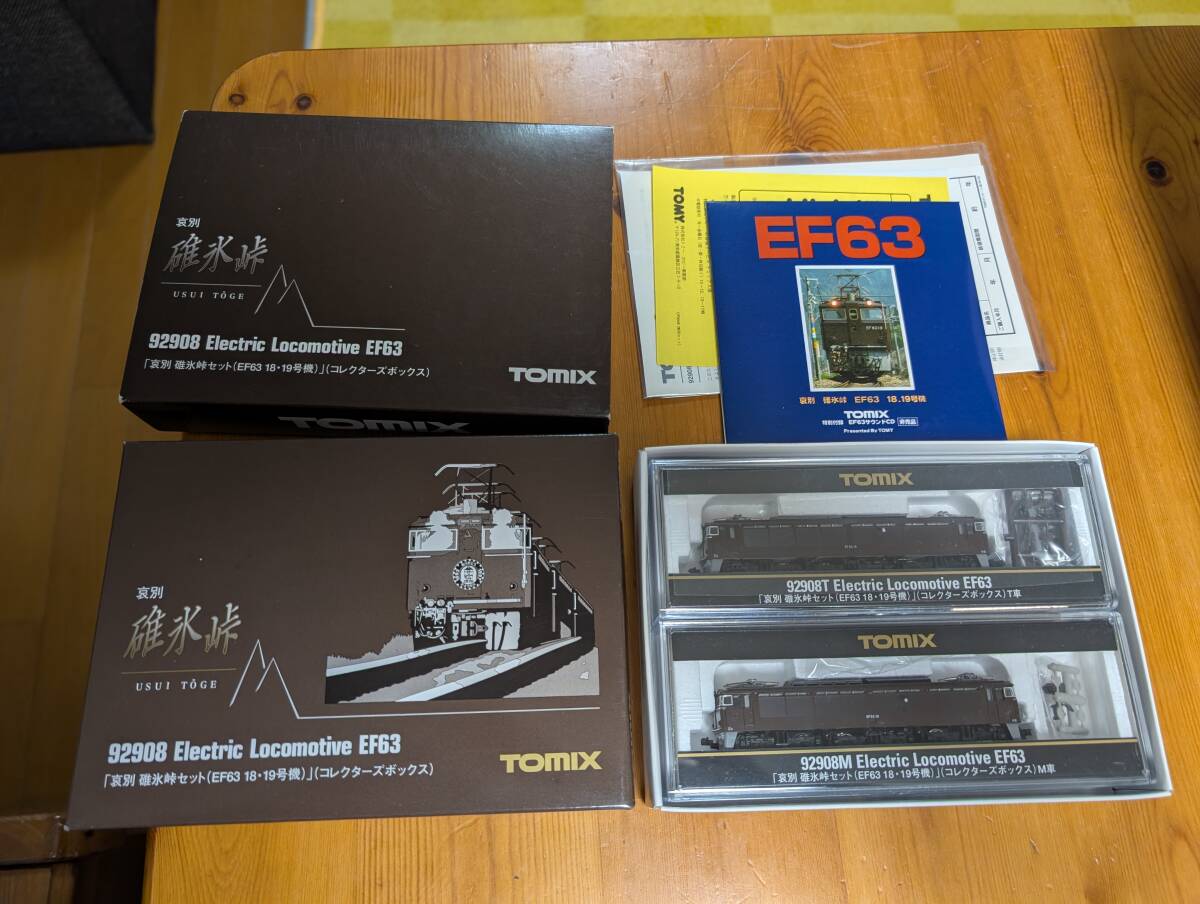 哀別
碓氷峠
USUI TŌGE
92908 Electric Locomotive EF63
「哀別 碓氷峠セット(EF63 18・19号機)」(コレクターズボックス)
TOMIX
TOMIX
哀別
碓氷峠
USUI TŌGE
92908 Electric Locomotive EF63
「哀別 碓氷峠セット(EF63 18・19号機)」(コレクターズボックス)
TOMIX
TOMY
EF63
哀別 碓氷峠 EF63 18.19号機
TOMIX
特別付録 EF63サウンドCD 非売品
Presented By TOMY
TOMIX
92908T Electric Locomotive EF63
「哀別 碓氷峠セット(EF63 18・19号機)」(コレクターズボックス)T車
TOMIX
92908M Electric Locomotive EF63
「哀別 碓氷峠セット(EF63 18・19号機)」(コレクターズボックス)M車